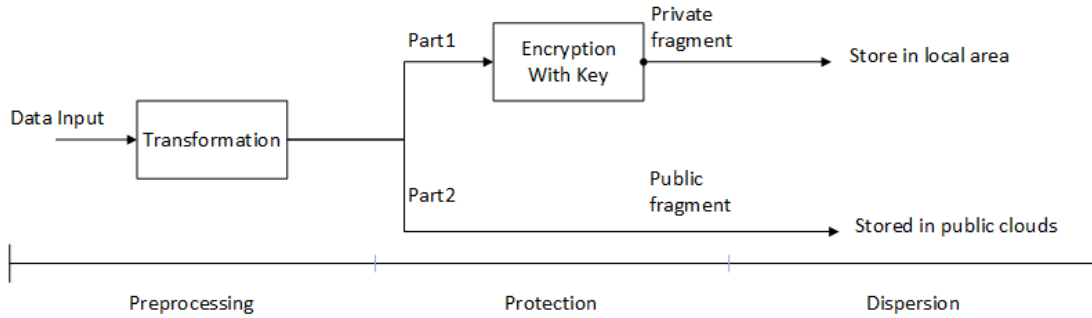 Data Input
Transformation
Part1
Encryption
With Key
Private
fragment
Store in local area
Part2
Public
fragment
Stored in public clouds
Preprocessing
Protection
Dispersion